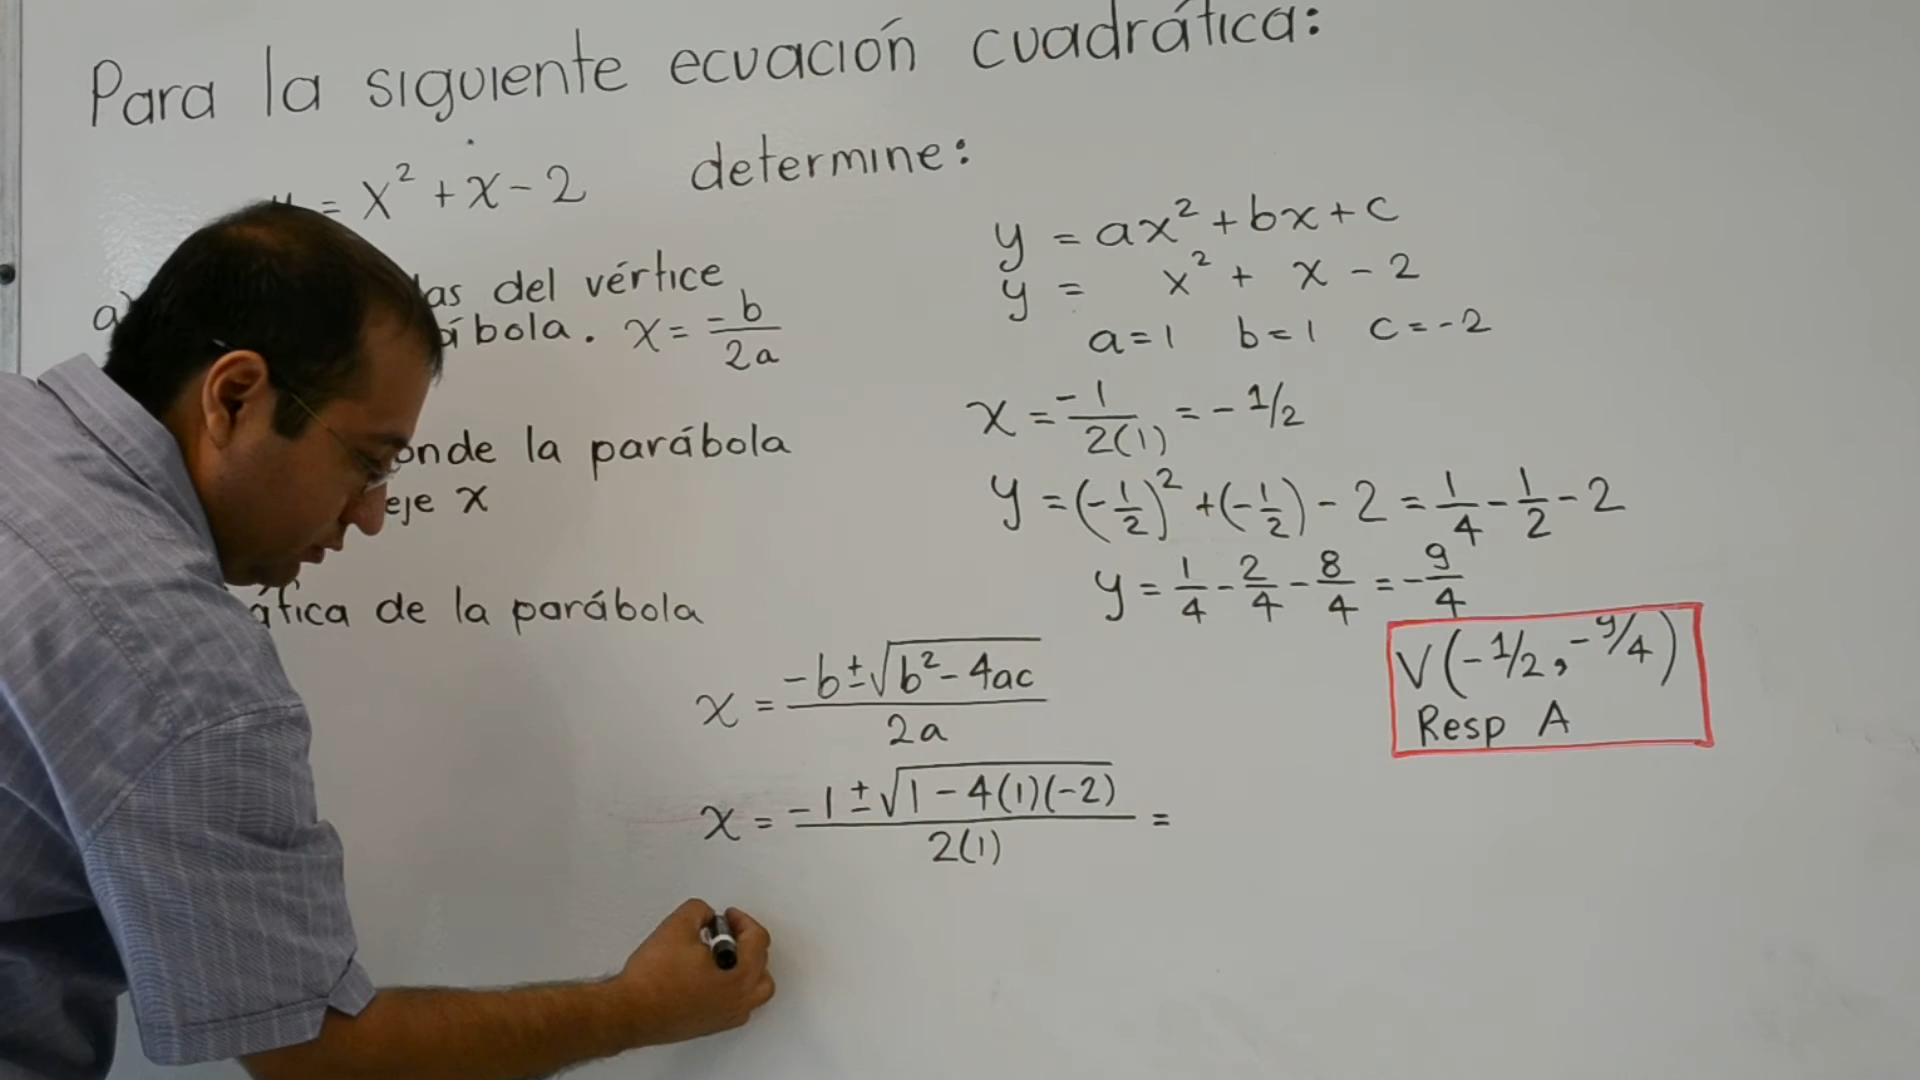 Para la siguiente ecuación cuadrática:
= x² + x - 2 determine:
a) las del vértice
x = -b/2a
onde la parábola
eje x
áfica de la parábola
y = ax² + bx + c
y = x² + x - 2
a=1 b=1 c=-2
x = -1/2(1) = -1/2
y = (-1/2)² + (-1/2) - 2 = 1/4 - 1/2 - 2
y = 1/4 - 2/4 - 8/4 = -9/4
V(-1/2, -9/4)
Resp A
x = -b±√b²-4ac/2a
x = -1±√1-4(1)(-2)/2(1) =